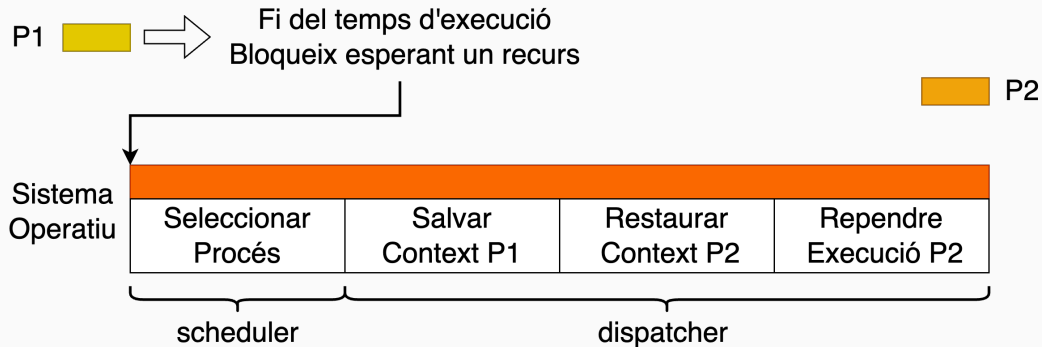 P1
Fi del temps d'execució
Bloqueix esperant un recurs
P2
Sistema
Operatiu
Seleccionar
Procés
Salvar
Context P1
Restaurar
Context P2
Rependre
Execució P2
scheduler
dispatcher